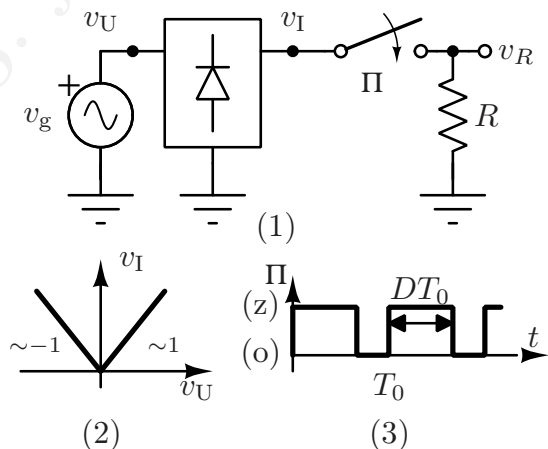 v_U v_I v_R
+
v_g
Π
R
(1)
v_I
∼−1 ∼1
v_U
(2)
Π
(z)
(o)
DT_0
T_0
t
(3)